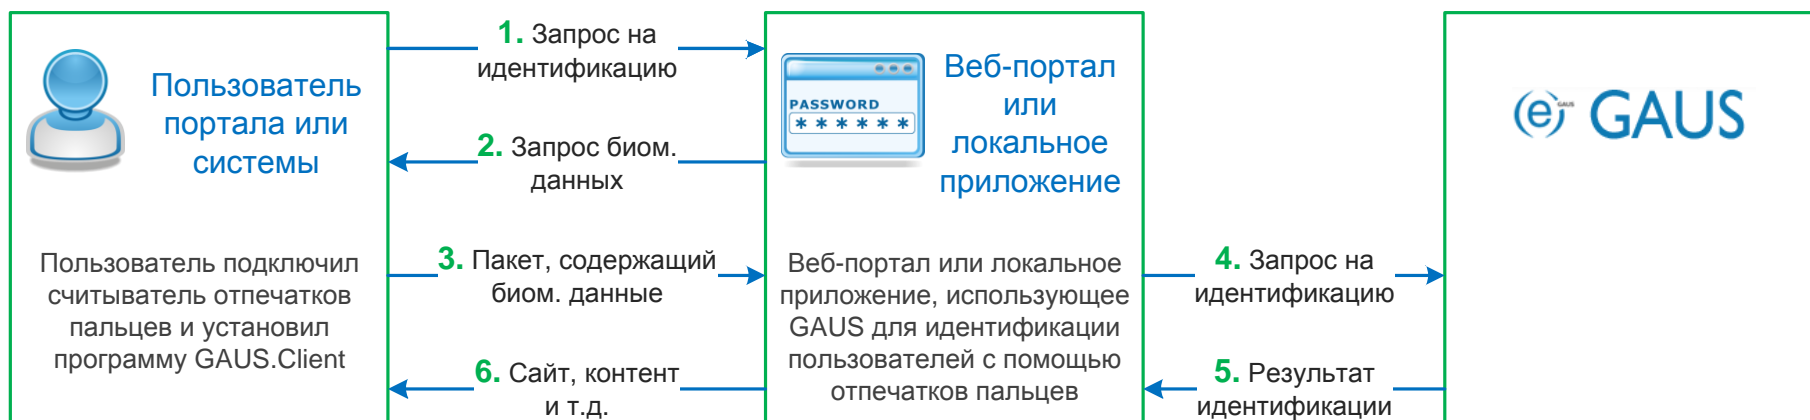 Пользователь
портала или
системы
Пользователь подключил
считыватель отпечатков
пальцев и установил
программу GAUS.Client
1. Запрос на
идентификацию
2. Запрос биом.
данных
3. Пакет, содержащий
биом. данные
6. Сайт, контент
и т.д.
PASSWORD
******
Веб-портал
или
локальное
приложение
Веб-портал или локальное
приложение, использующее
GAUS для идентификации
пользователей с помощью
отпечатков пальцев
4. Запрос на
идентификацию
5. Результат
идентификации
(e) GAUS GAUS